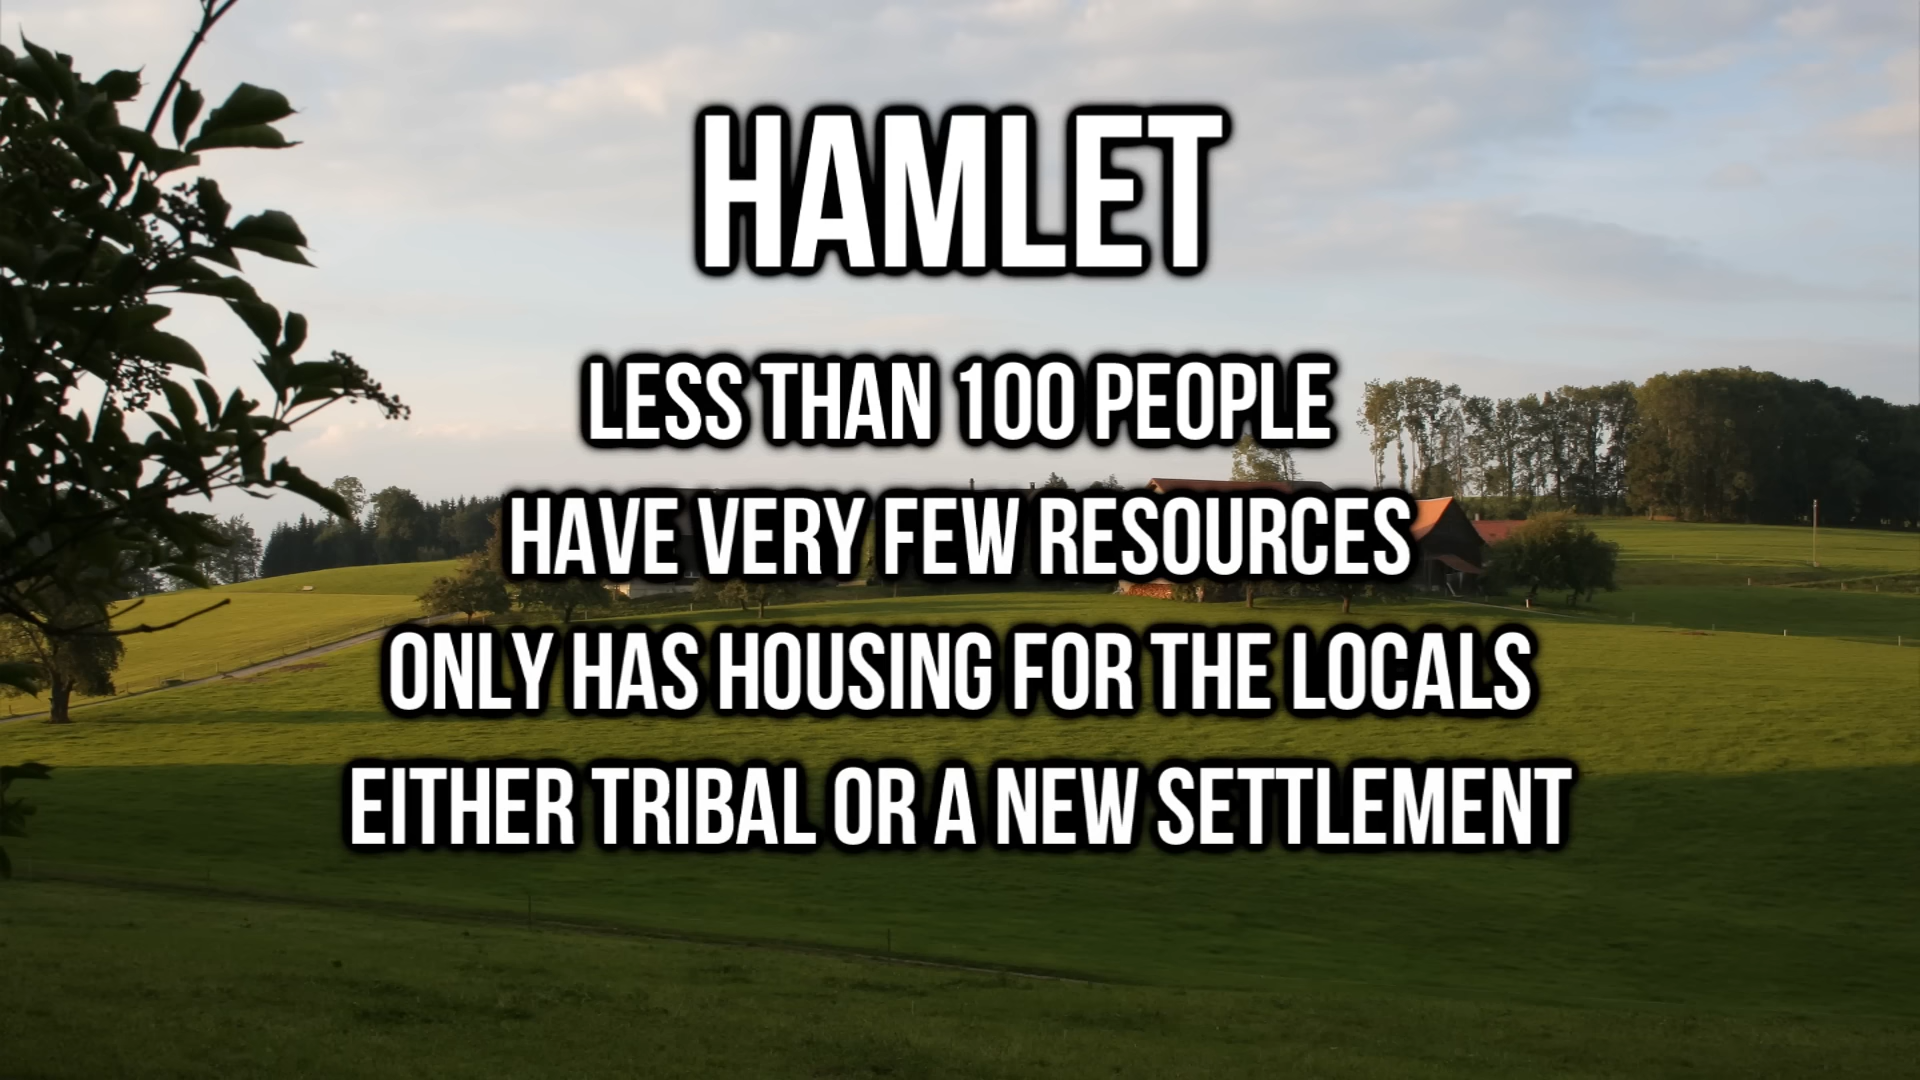 HAMLET
LESS THAN 100 PEOPLE
HAVE VERY FEW RESOURCES
ONLY HAS HOUSING FOR THE LOCALS
EITHER TRIBAL OR A NEW SETTLEMENT